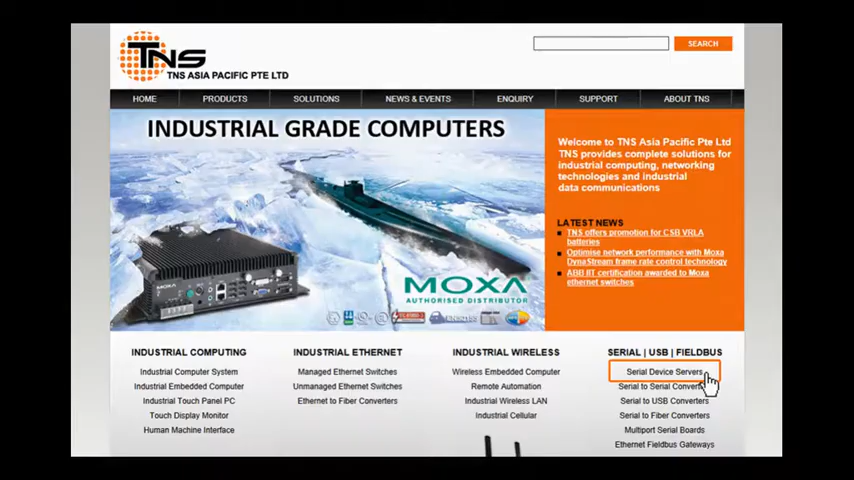 TNS
TNS ASIA PACIFIC PTE LTD
SEARCH
HOME PRODUCTS SOLUTIONS NEWS & EVENTS ENQUIRY SUPPORT ABOUT TNS
INDUSTRIAL GRADE COMPUTERS
MOXA
MOXA
AUTHORISED DISTRIBUTOR
Welcome to TNS Asia Pacific Pte Ltd
TNS provides complete solutions for
industrial computing, networking
technologies and industrial
data communications
LATEST NEWS
TNS offers promotion for CSB VRLA
batteries
Optimise network performance with Moxa
DynaStream frame rate control technology
ABB IIT certification awarded to Moxa
ethernet switches
INDUSTRIAL COMPUTING
Industrial Computer System
Industrial Embedded Computer
Industrial Touch Panel PC
Touch Display Monitor
Human Machine Interface
INDUSTRIAL ETHERNET
Managed Ethernet Switches
Unmanaged Ethernet Switches
Ethernet to Fiber Converters
INDUSTRIAL WIRELESS
Wireless Embedded Computer
Remote Automation
Industrial Wireless LAN
Industrial Cellular
SERIAL | USB | FIELDBUS
Serial Device Servers
Serial to Serial
Serial to USB Converters
Serial to Fiber Converters
Multiport Serial Boards
Ethernet Fieldbus Gateways